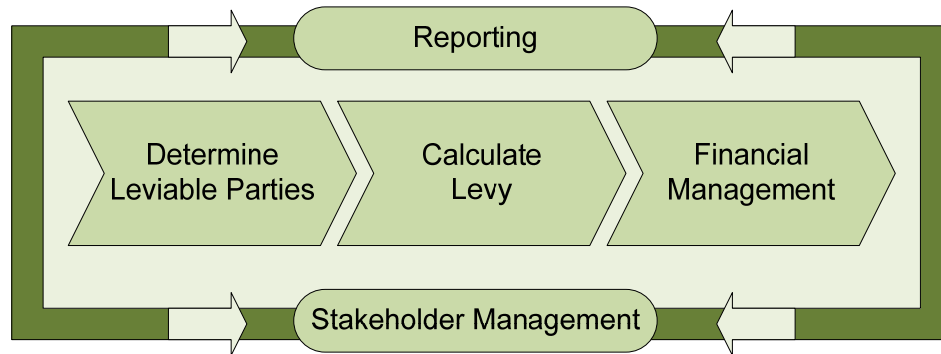 Reporting
Determine
Leviable Parties
Calculate
Levy
Financial
Management
Stakeholder Management